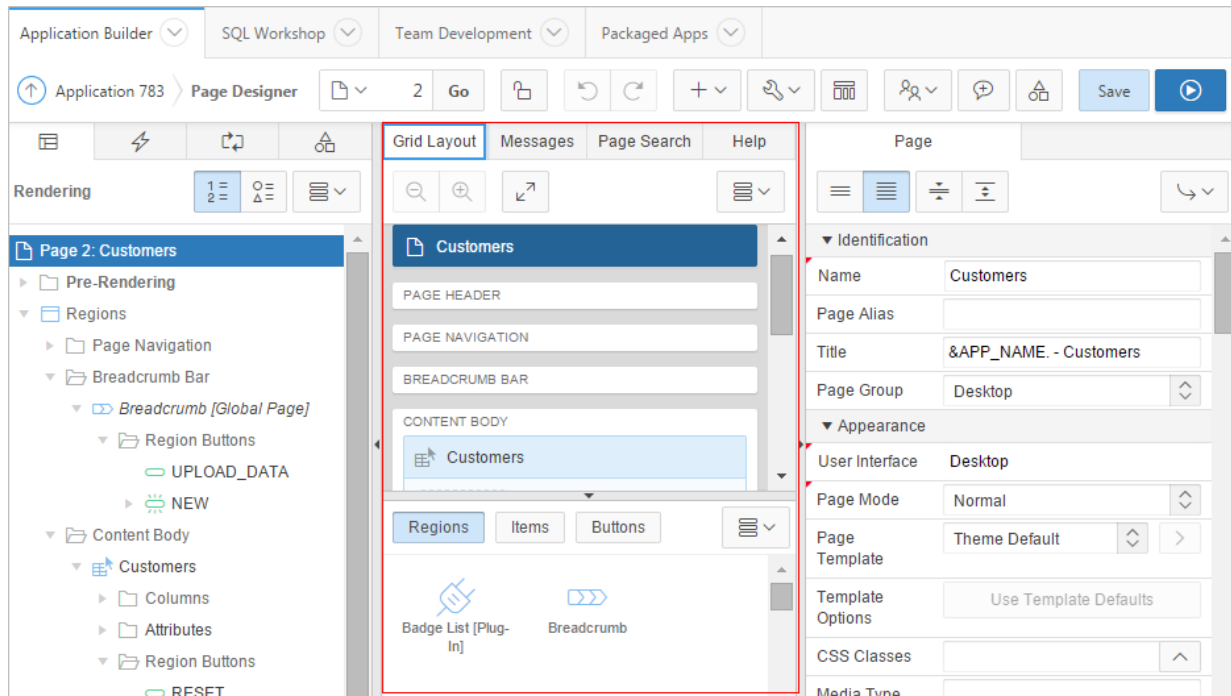 Application Builder
SQL Workshop
Team Development
Packaged Apps
Application 783
Page Designer
2
Go
Save
Rendering
Page 2: Customers
Pre-Rendering
Regions
Page Navigation
Breadcrumb Bar
Breadcrumb [Global Page]
Region Buttons
UPLOAD_DATA
NEW
Content Body
Customers
Columns
Attributes
Region Buttons
RESET
Grid Layout
Messages
Page Search
Help
Customers
PAGE HEADER
PAGE NAVIGATION
BREADCRUMB BAR
CONTENT BODY
Customers
Regions
Items
Buttons
Badge List [Plug-
In]
Breadcrumb
Page
Identification
Name
Customers
Page Alias
Title
&APP_NAME. - Customers
Page Group
Desktop
Appearance
User Interface
Desktop
Page Mode
Normal
Page
Template
Theme Default
Template
Options
Use Template Defaults
CSS Classes
Media Type